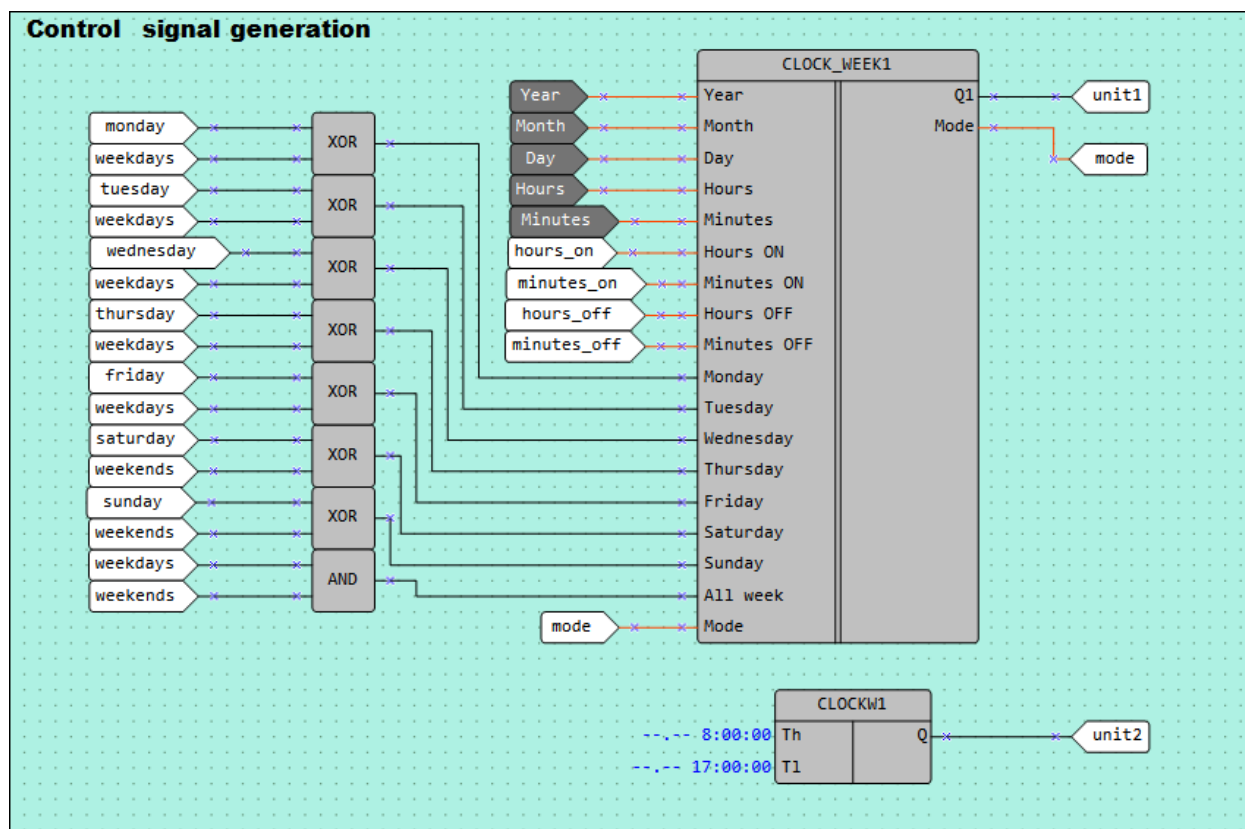 Control signal generation
monday
weekdays
XOR
tuesday
weekdays
XOR
wednesday
weekdays
XOR
thursday
weekdays
XOR
friday
weekdays
XOR
saturday
weekends
XOR
sunday
weekends
XOR
weekdays
weekends
AND
Year
Month
Day
Hours
Minutes
hours_on
minutes_on
hours_off
minutes_off
mode
CLOCK_WEEK1
Year
Month
Day
Hours
Minutes
Hours ON
Minutes ON
Hours OFF
Minutes OFF
Monday
Tuesday
Wednesday
Thursday
Friday
Saturday
Sunday
All week
Mode
Q1
Mode
unit1
mode
CLOCKW1
--.-- 8:00:00 Th
--.-- 17:00:00 Tl
Q
unit2